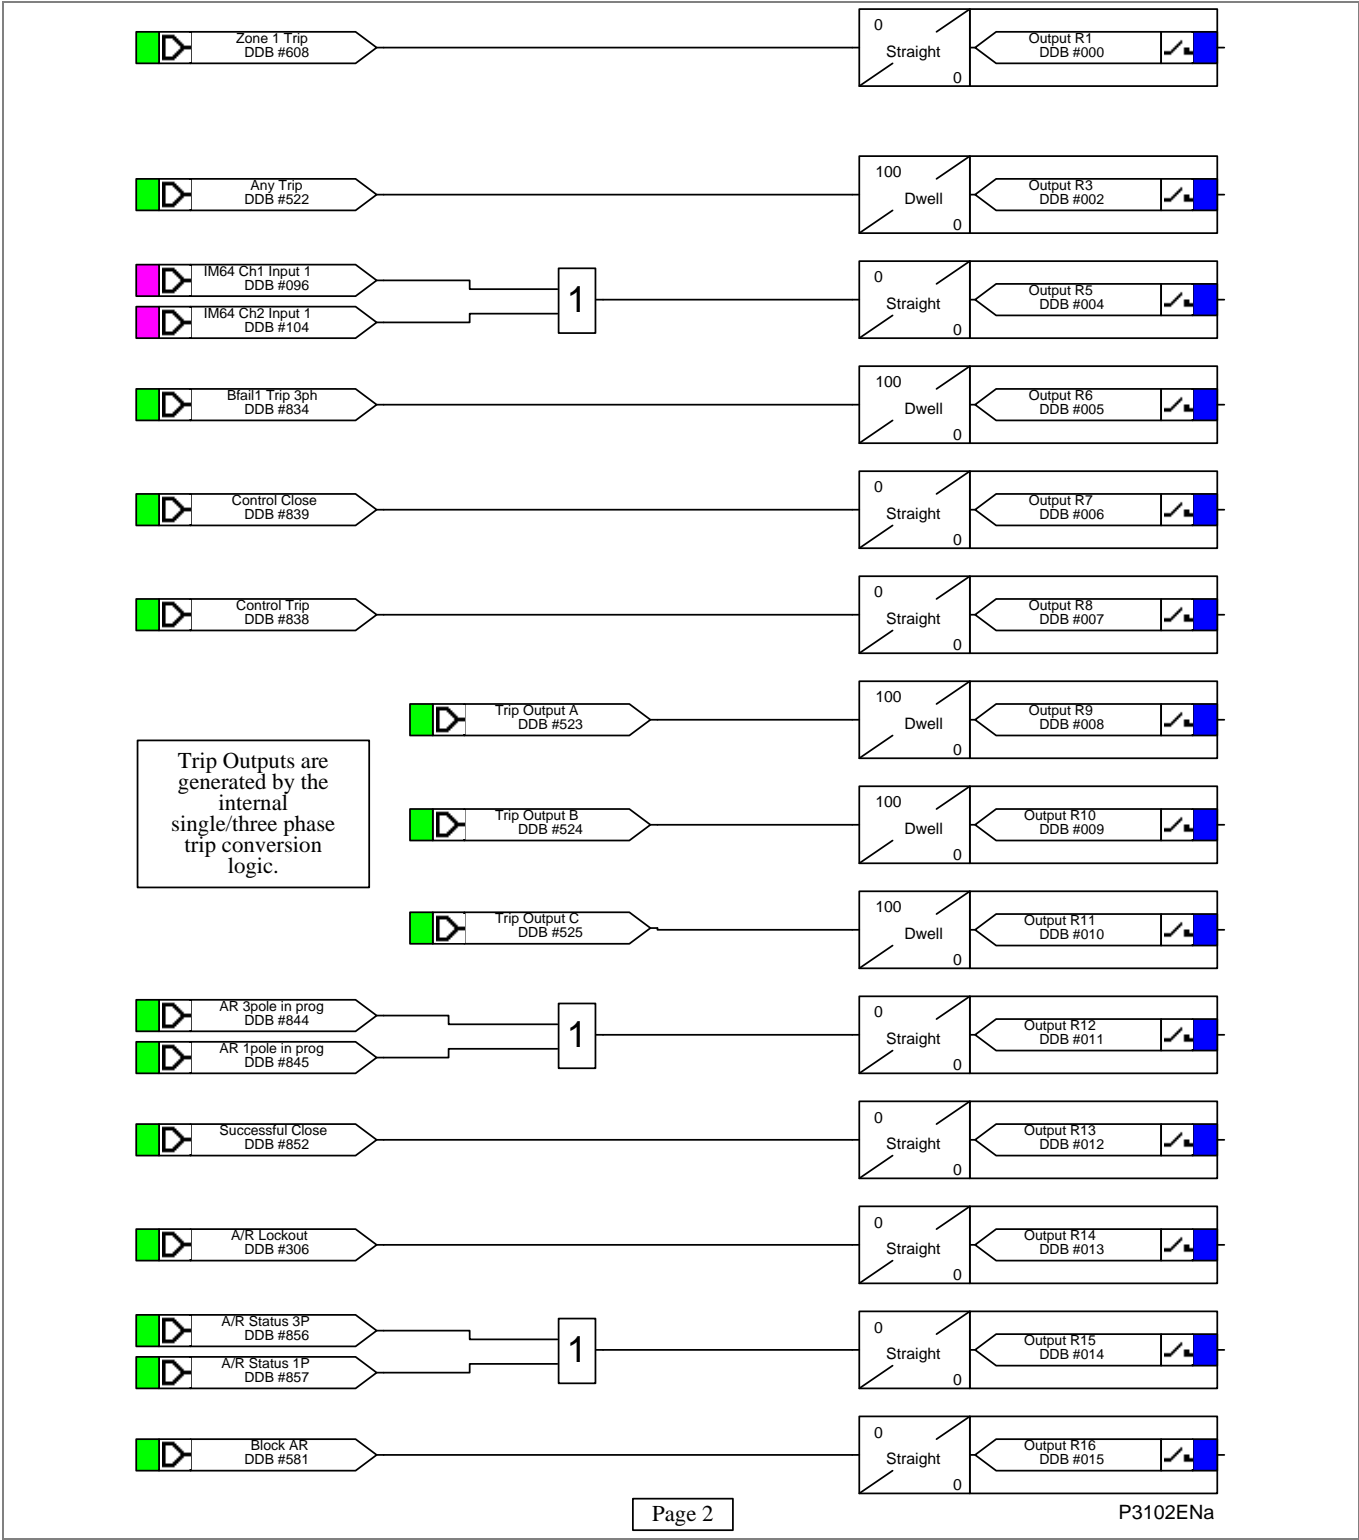 Zone 1 Trip
DDB #608
0
Straight
0
Output R1
DDB #000
Any Trip
DDB #522
100
Dwell
0
Output R3
DDB #002
IM64 Ch1 Input 1
DDB #096
IM64 Ch2 Input 1
DDB #104
1
0
Straight
0
Output R5
DDB #004
Bfail1 Trip 3ph
DDB #834
100
Dwell
0
Output R6
DDB #005
Control Close
DDB #839
0
Straight
0
Output R7
DDB #006
Control Trip
DDB #838
0
Straight
0
Output R8
DDB #007
Trip Output A
DDB #523
100
Dwell
0
Output R9
DDB #008
Trip Outputs are
generated by the
internal
single/three phase
trip conversion
logic.
Trip Output B
DDB #524
100
Dwell
0
Output R10
DDB #009
Trip Output C
DDB #525
100
Dwell
0
Output R11
DDB #010
AR 3pole in prog
DDB #844
AR 1pole in prog
DDB #845
1
0
Straight
0
Output R12
DDB #011
Successful Close
DDB #852
0
Straight
0
Output R13
DDB #012
A/R Lockout
DDB #306
0
Straight
0
Output R14
DDB #013
A/R Status 3P
DDB #856
A/R Status 1P
DDB #857
1
0
Straight
0
Output R15
DDB #014
Block AR
DDB #581
0
Straight
0
Output R16
DDB #015
Page 2
P3102ENa